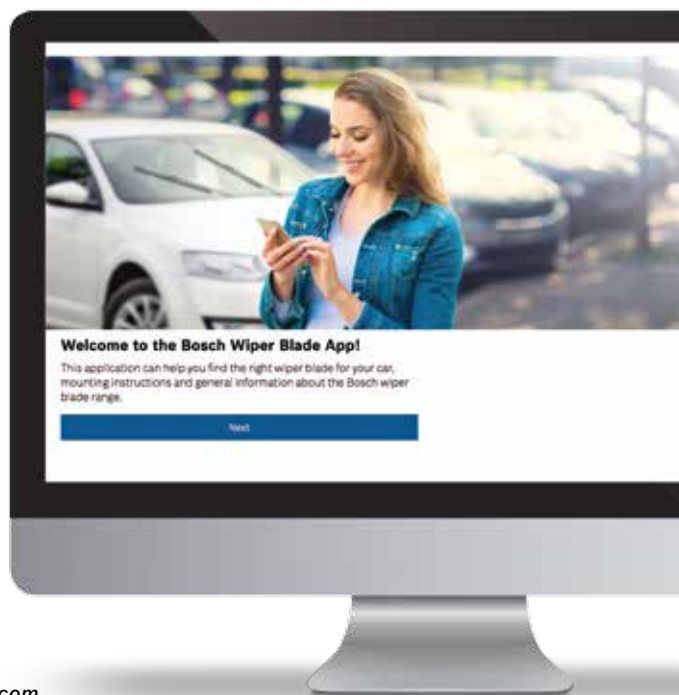 Welcome to the Bosch Wiper Blade App!
This application can help you find the right wiper blade for your car,
mounting instructions and general information about the Bosch wiper
blade range.
Next
.com